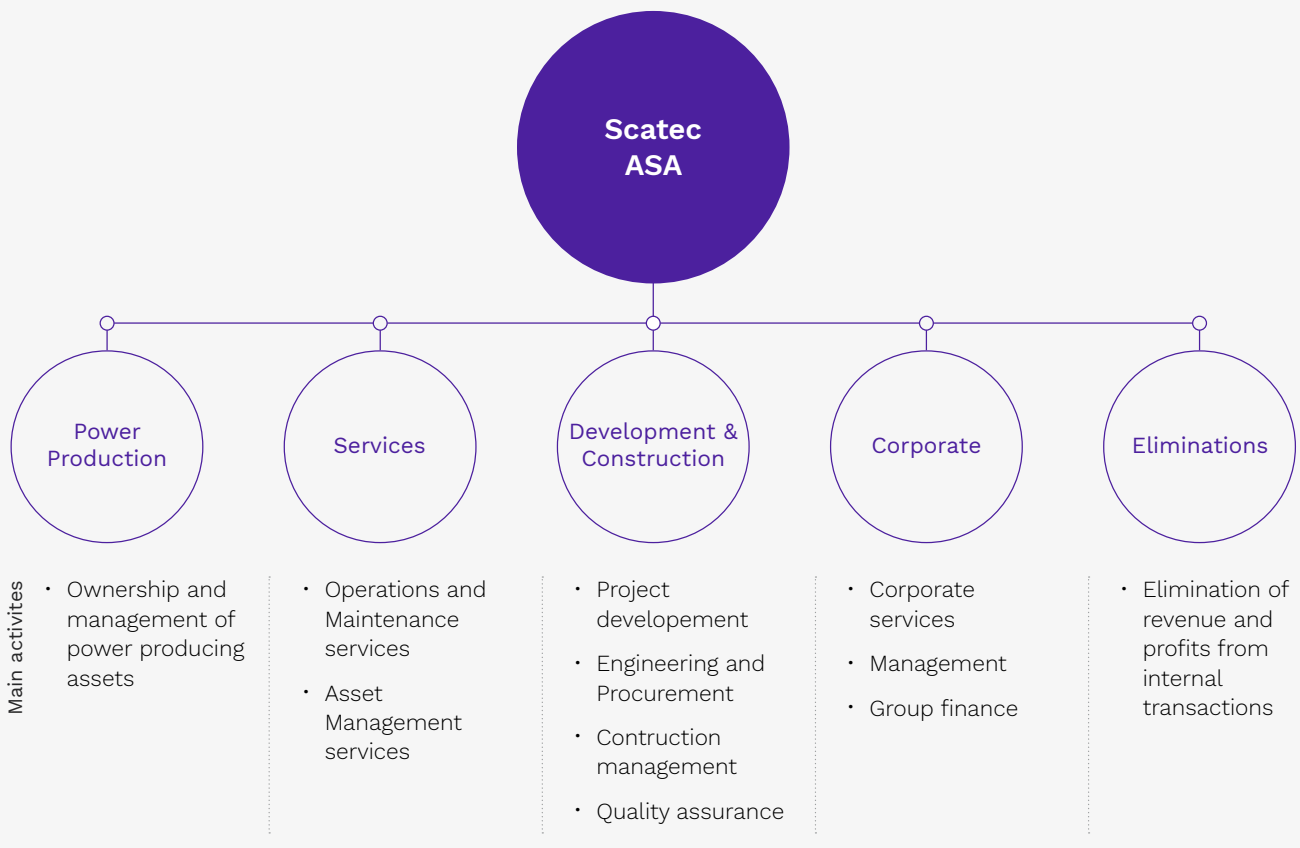 Scatec
ASA
Power
Production
Services
Development &
Construction
Corporate
Eliminations
Main activites
• Ownership and
management of
power producing
assets
• Operations and
Maintenance
services
• Asset
Management
services
• Project
developement
• Engineering and
Procurement
• Contruction
management
• Quality assurance
• Corporate
services
• Management
• Group finance
• Elimination of
revenue and
profits from
internal
transactions